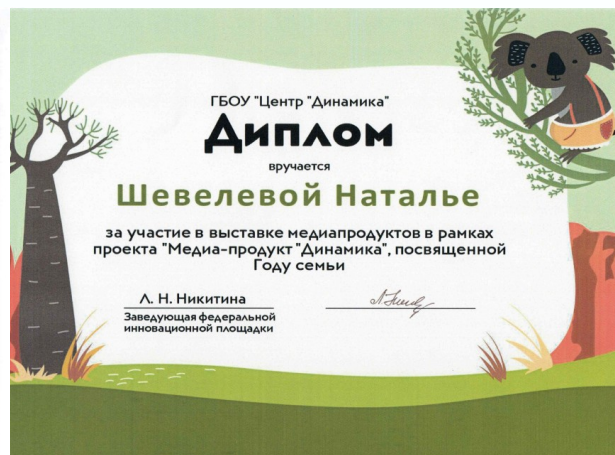 ГБОУ "Центр "Динамика"
Диплом
вручается
Шевелевой Наталье
за участие в выставке медиапродуктов в рамках
проекта "Медиа-продукт "Динамика", посвященной
Году семьи
Л. Н. Никитина
Заведующая федеральной
инновационной площадки